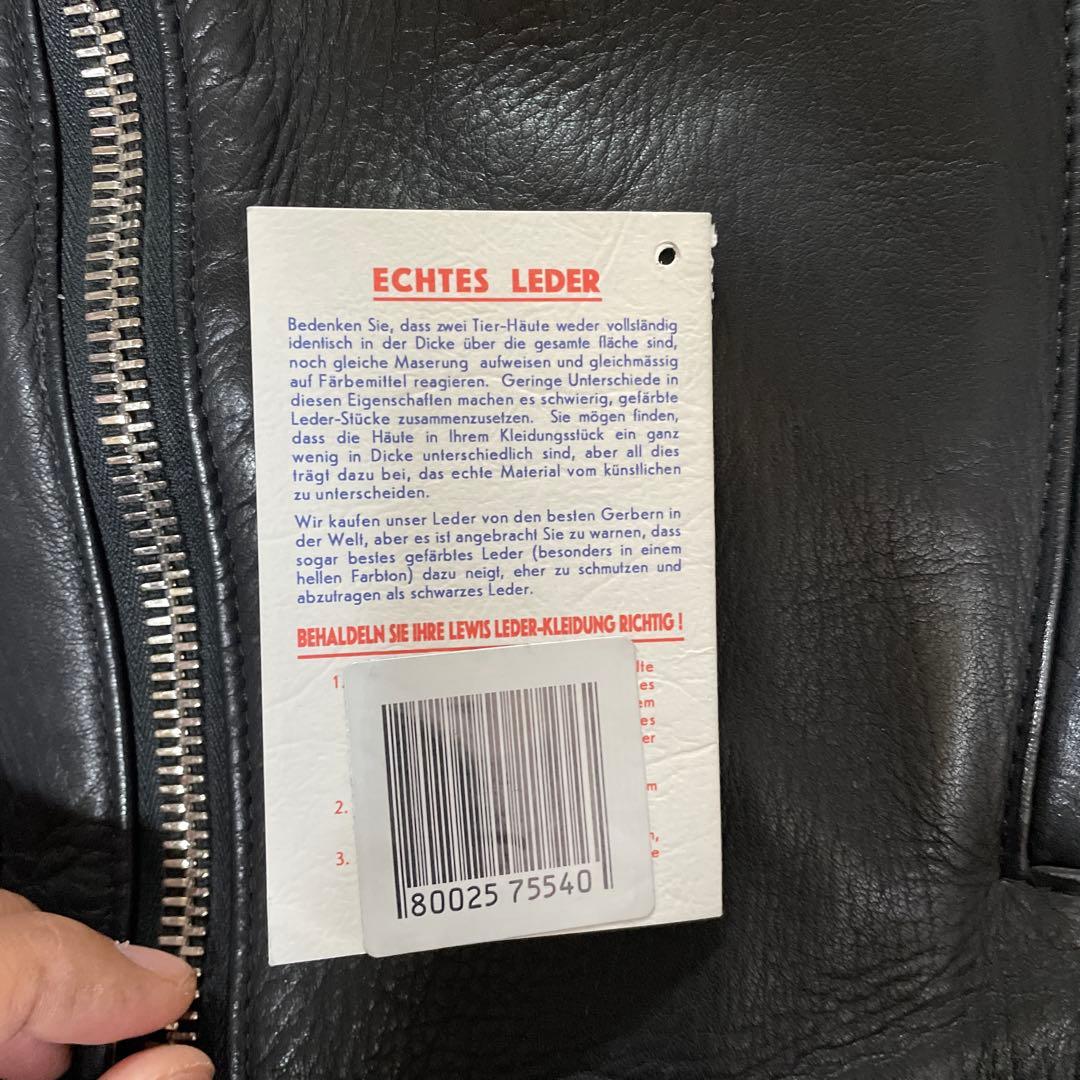 ECHTES LEDER
Bedenken Sie, dass zwei Tier-Häute weder vollständig
identisch in der Dicke über die gesamte fläche sind,
noch gleiche Maserung aufweisen und gleichmässig
auf Färbemittel reagieren. Geringe Unterschiede in
diesen Eigenschaften machen es schwierig, gefärbte
Leder-Stücke zusammenzusetzen. Sie mögen finden,
dass die Häute in Ihrem Kleidungsstück ein ganz
wenig in Dicke unterschiedlich sind, aber all dies
trägt dazu bei, das echte Material vom künstlichen
zu unterscheiden.
Wir kaufen unser Leder von den besten Gerbern in
der Welt, aber es ist angebracht Sie zu warnen, dass
sogar bestes gefärbtes Leder (besonders in einem
hellen Farbton) dazu neigt, eher zu schmutzen und
abzutragen als schwarzes Leder.
BEHALDELN SIE IHRE LEWIS LEDER-KLEIDUNG RICHTIG !
1.
2.
3.
80025 75540